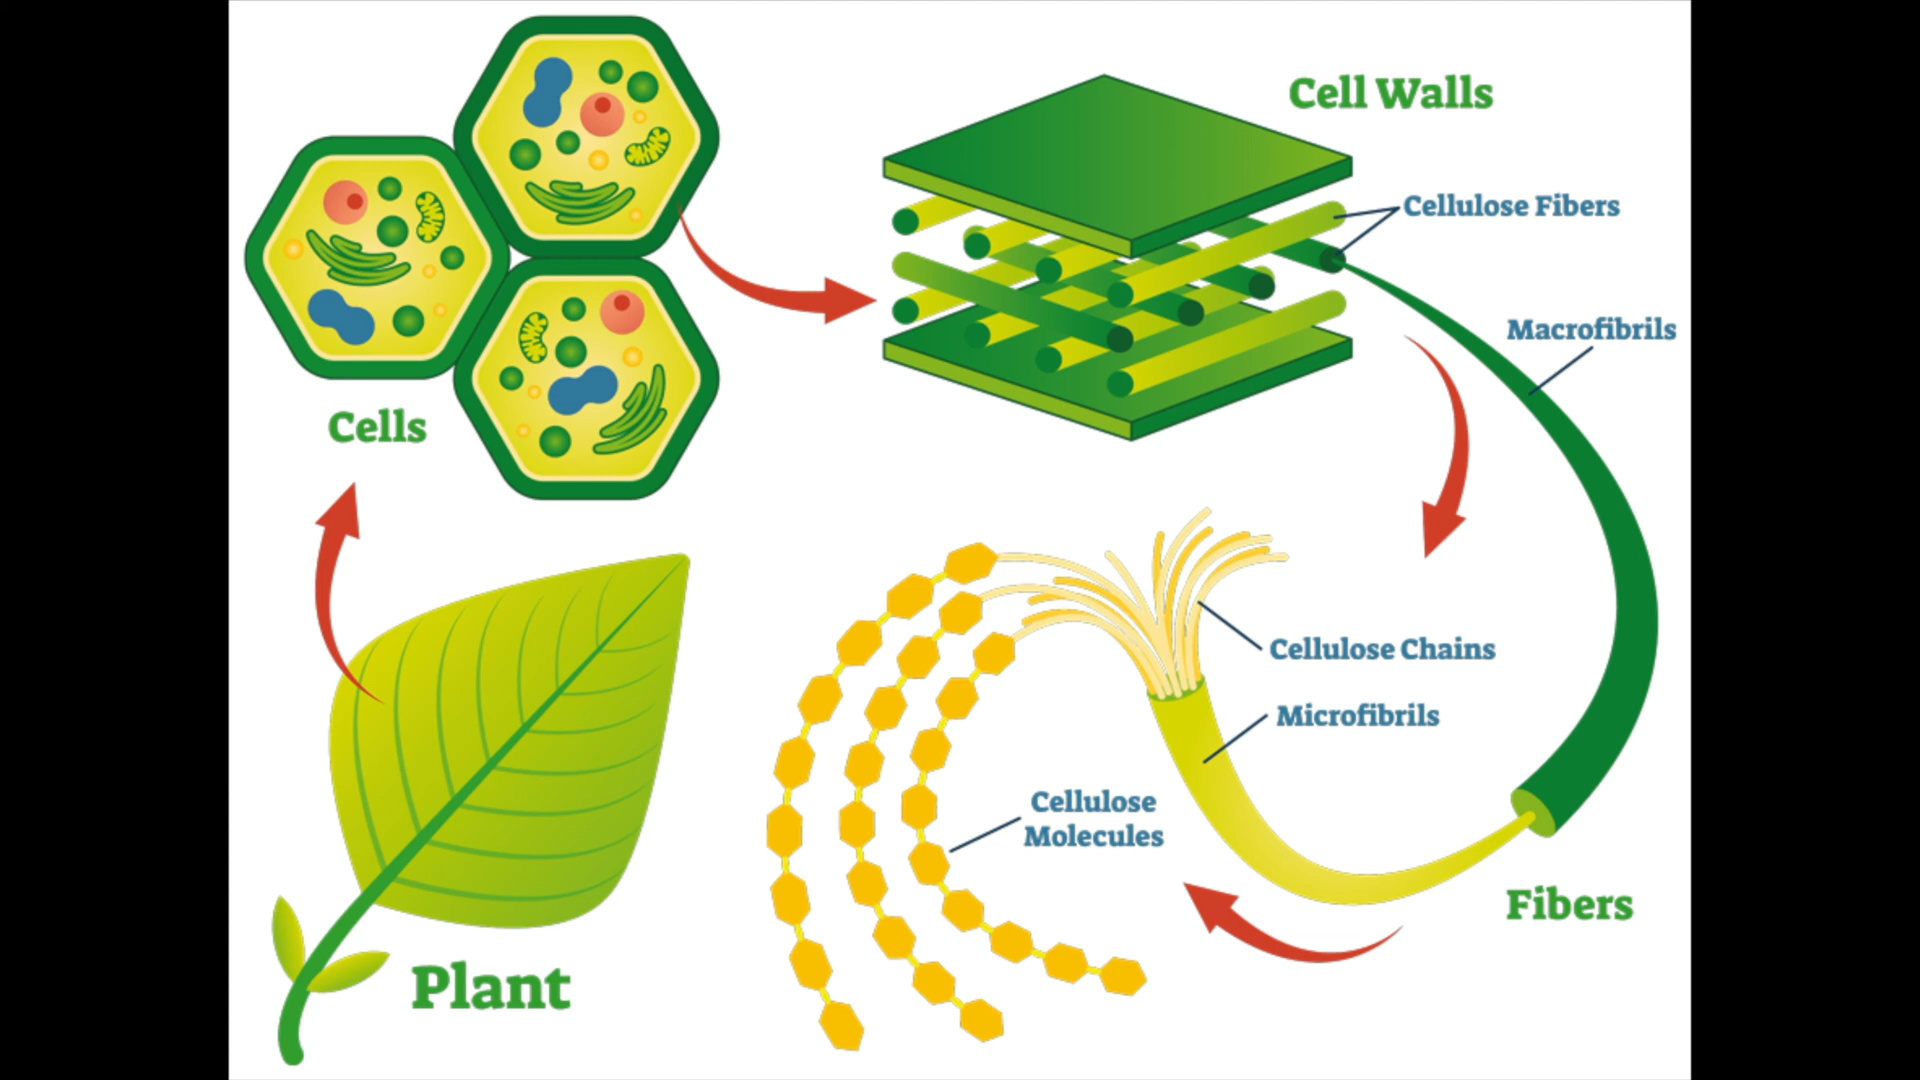 Cell Walls
Cellulose Fibers
Macrofibrils
Cells
Cellulose Chains
Microfibrils
Cellulose
Molecules
Fibers
Plant